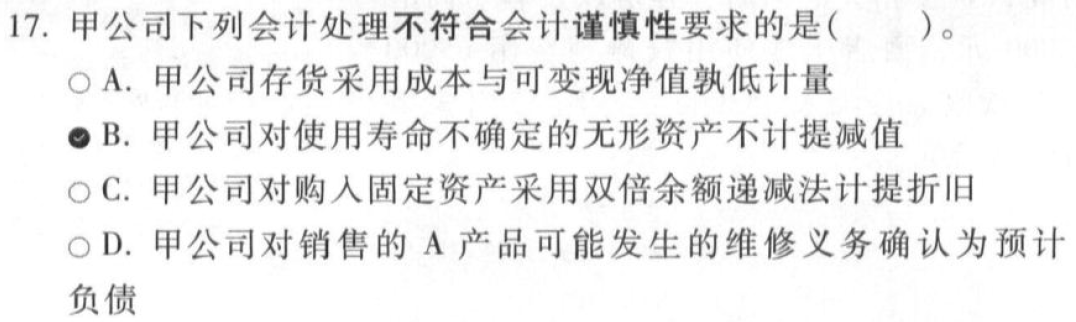 17. 甲公司下列会计处理不符合会计谨慎性要求的是(  )。
○ A. 甲公司存货采用成本与可变现净值孰低计量
B. 甲公司对使用寿命不确定的无形资产不计提减值
○ C. 甲公司对购入固定资产采用双倍余额递减法计提折旧
○ D. 甲公司对销售的 A 产品可能发生的维修义务确认为预计
负债